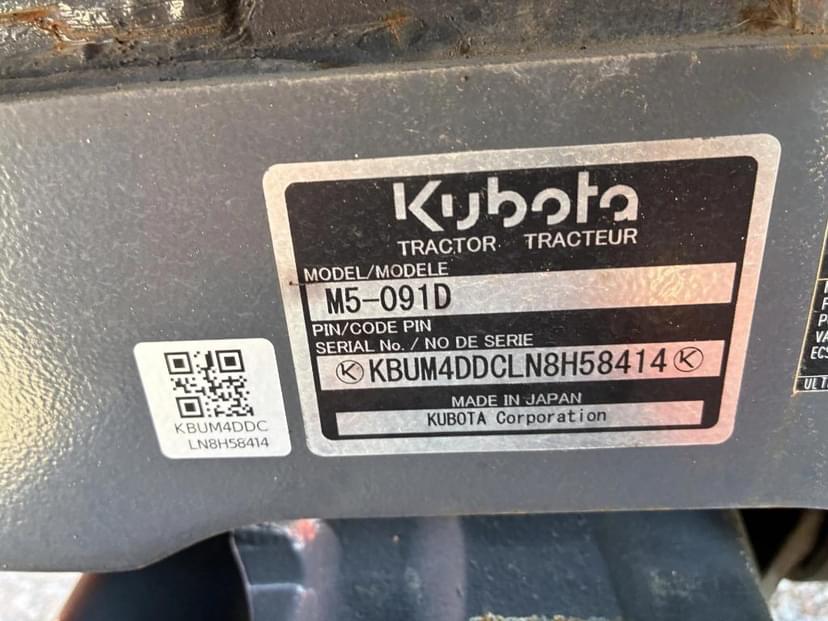 Kubota
TRACTOR TRACTEUR
MODEL/MODELE
M5-091D
PIN/CODE PIN
SERIAL No. / NO DE SERIE
KBUM4DDCLN8H58414
MADE IN JAPAN
KUBOTA Corporation
KBUM4DDC
LN8H58414